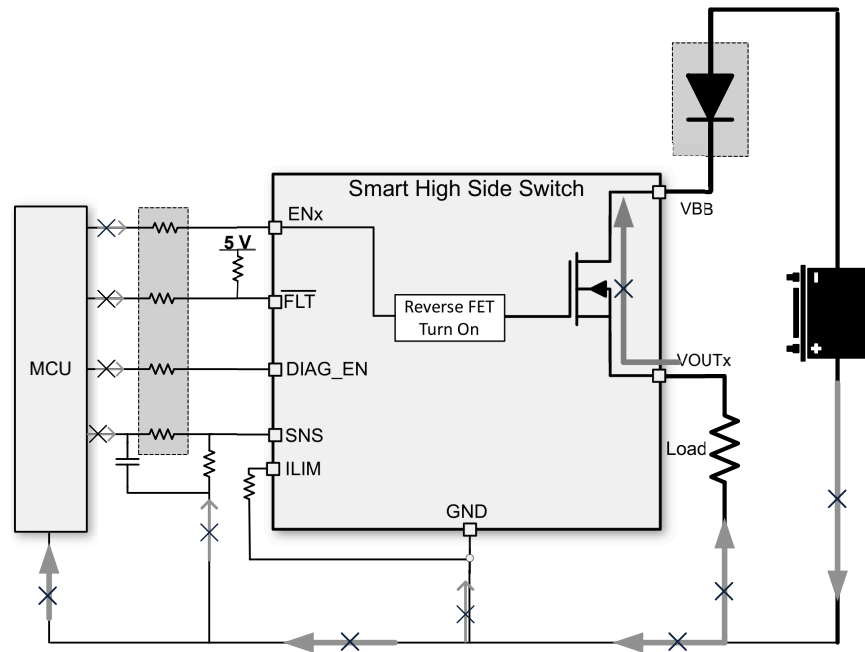 Smart High Side Switch
VBB
ENx
5 V
FLT
Reverse FET
Turn On
MCU
DIAG_EN
VOUTx
SNS
ILIM
Load
GND
-
+